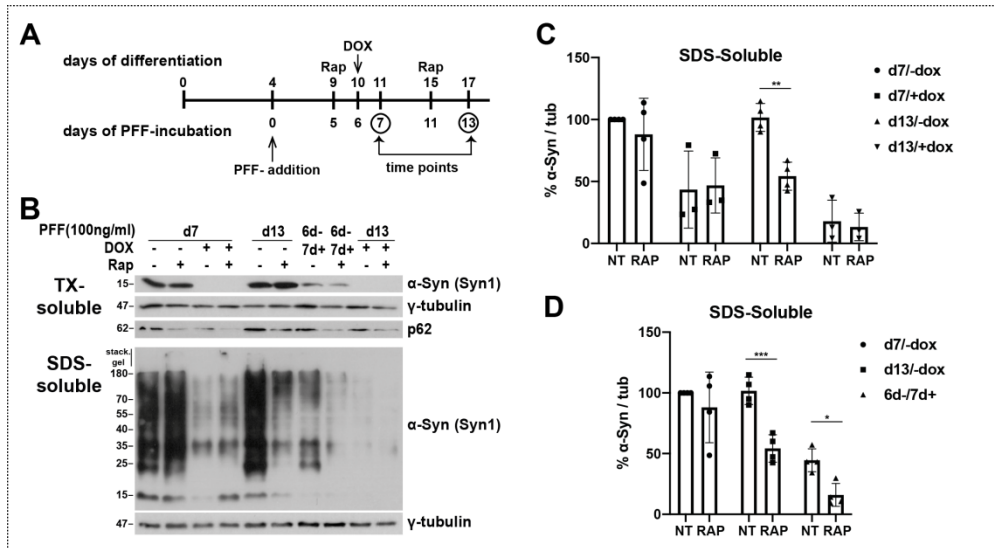 A
DOX
days of differentiation
Rap Rap
0 4 9 10 11 15 17
days of PFF-incubation
0 5 6 7 11 13
PFF- addition
time points
B
PFF(100ng/ml) d7 d13 6d- 6d- d13
DOX - - + + - - 7d+ 7d+ + +
Rap - + - + - + - + - +
TX-
soluble
15 α-Syn (Syn1)
47 γ-tubulin
62 p62
SDS-
soluble
stack.
gel
180
70
55
40
35
25
15
α-Syn (Syn1)
47 γ-tubulin
C
SDS-Soluble
% α-Syn / tub
150
100
50
0
NT RAP NT RAP NT RAP NT RAP
**
d7/-dox
d7/+dox
d13/-dox
d13/+dox
D
SDS-Soluble
% α-Syn / tub
150
100
50
0
NT RAP NT RAP NT RAP
***
*
d7/-dox
d13/-dox
6d-/7d+